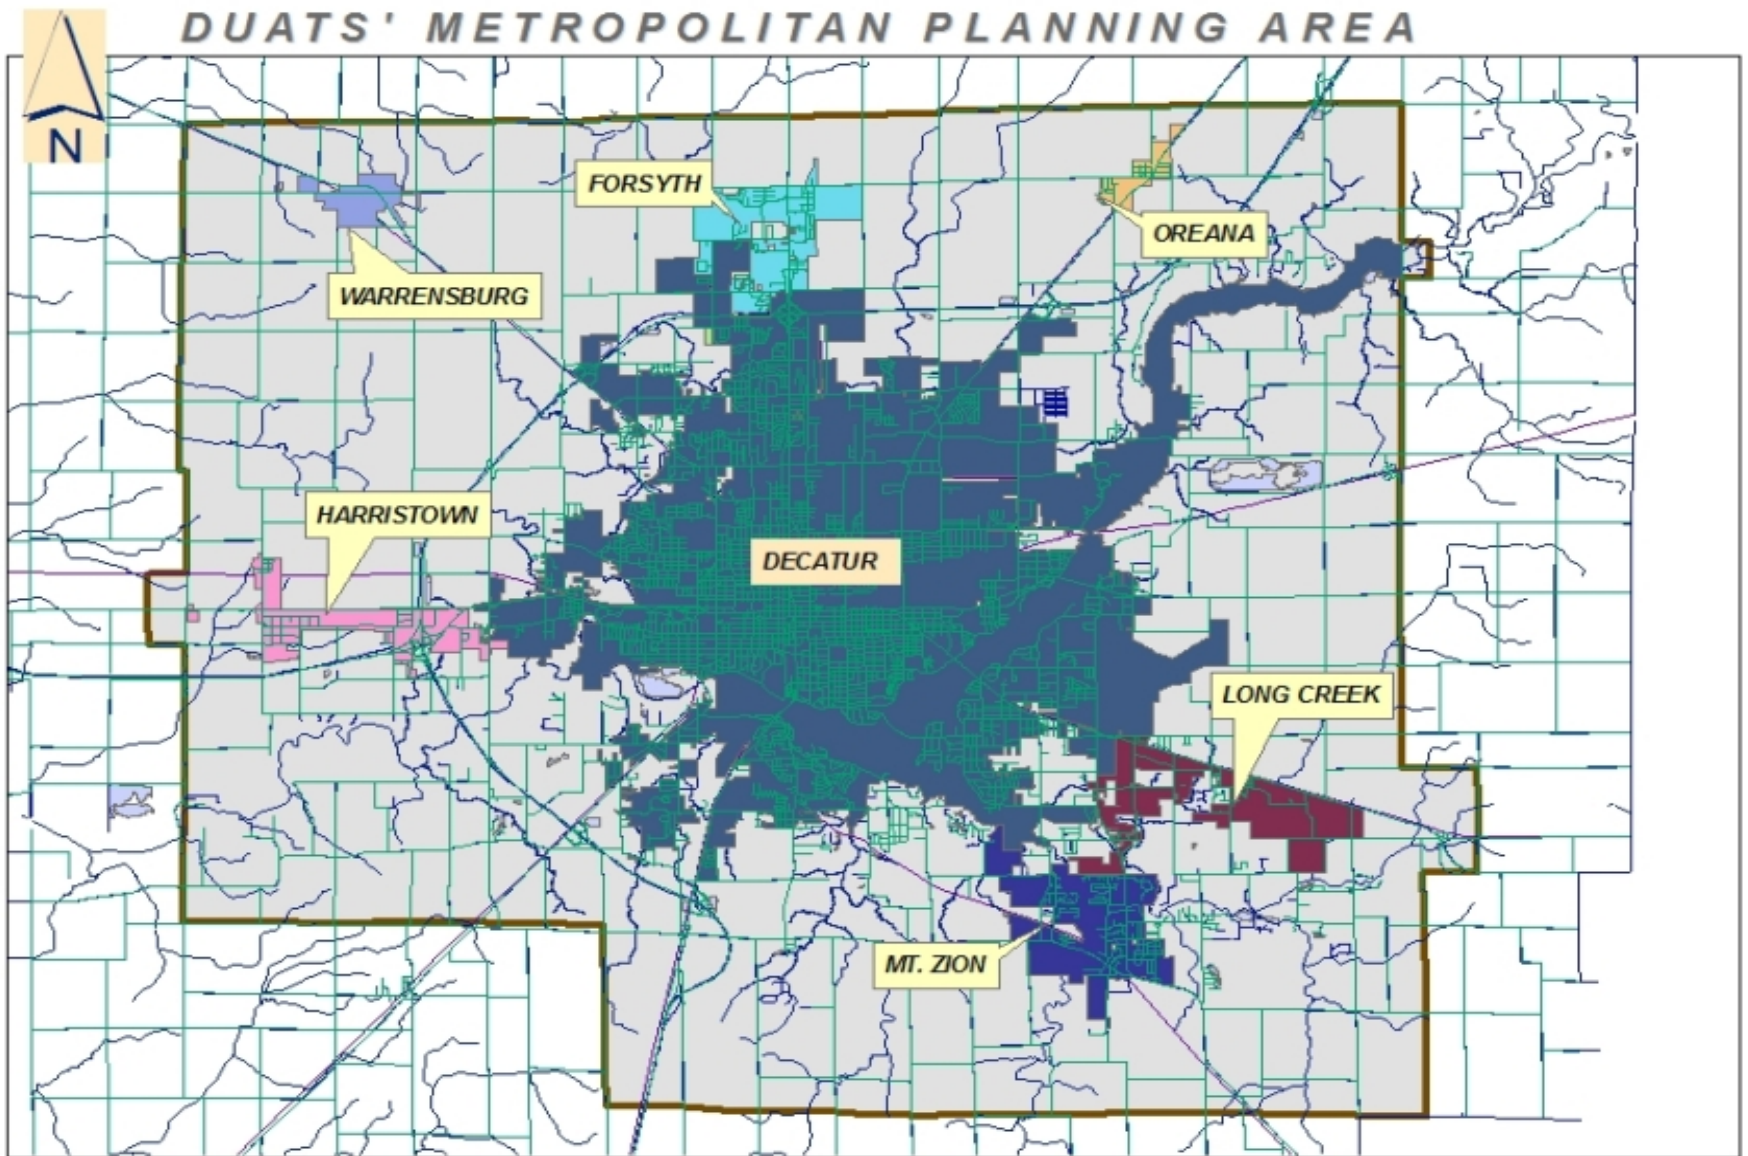 DUATS' METROPOLITAN PLANNING AREA
N
FORSYTH
OREANA
WARRENSBURG
HARRISTOWN
DECATUR
LONG CREEK
MT. ZION